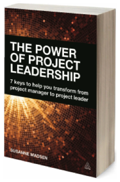 THE POWER
OF PROJECT
LEADERSHIP
7 keys to help you transform from
project manager to project leader
SUSANNE MADSEN